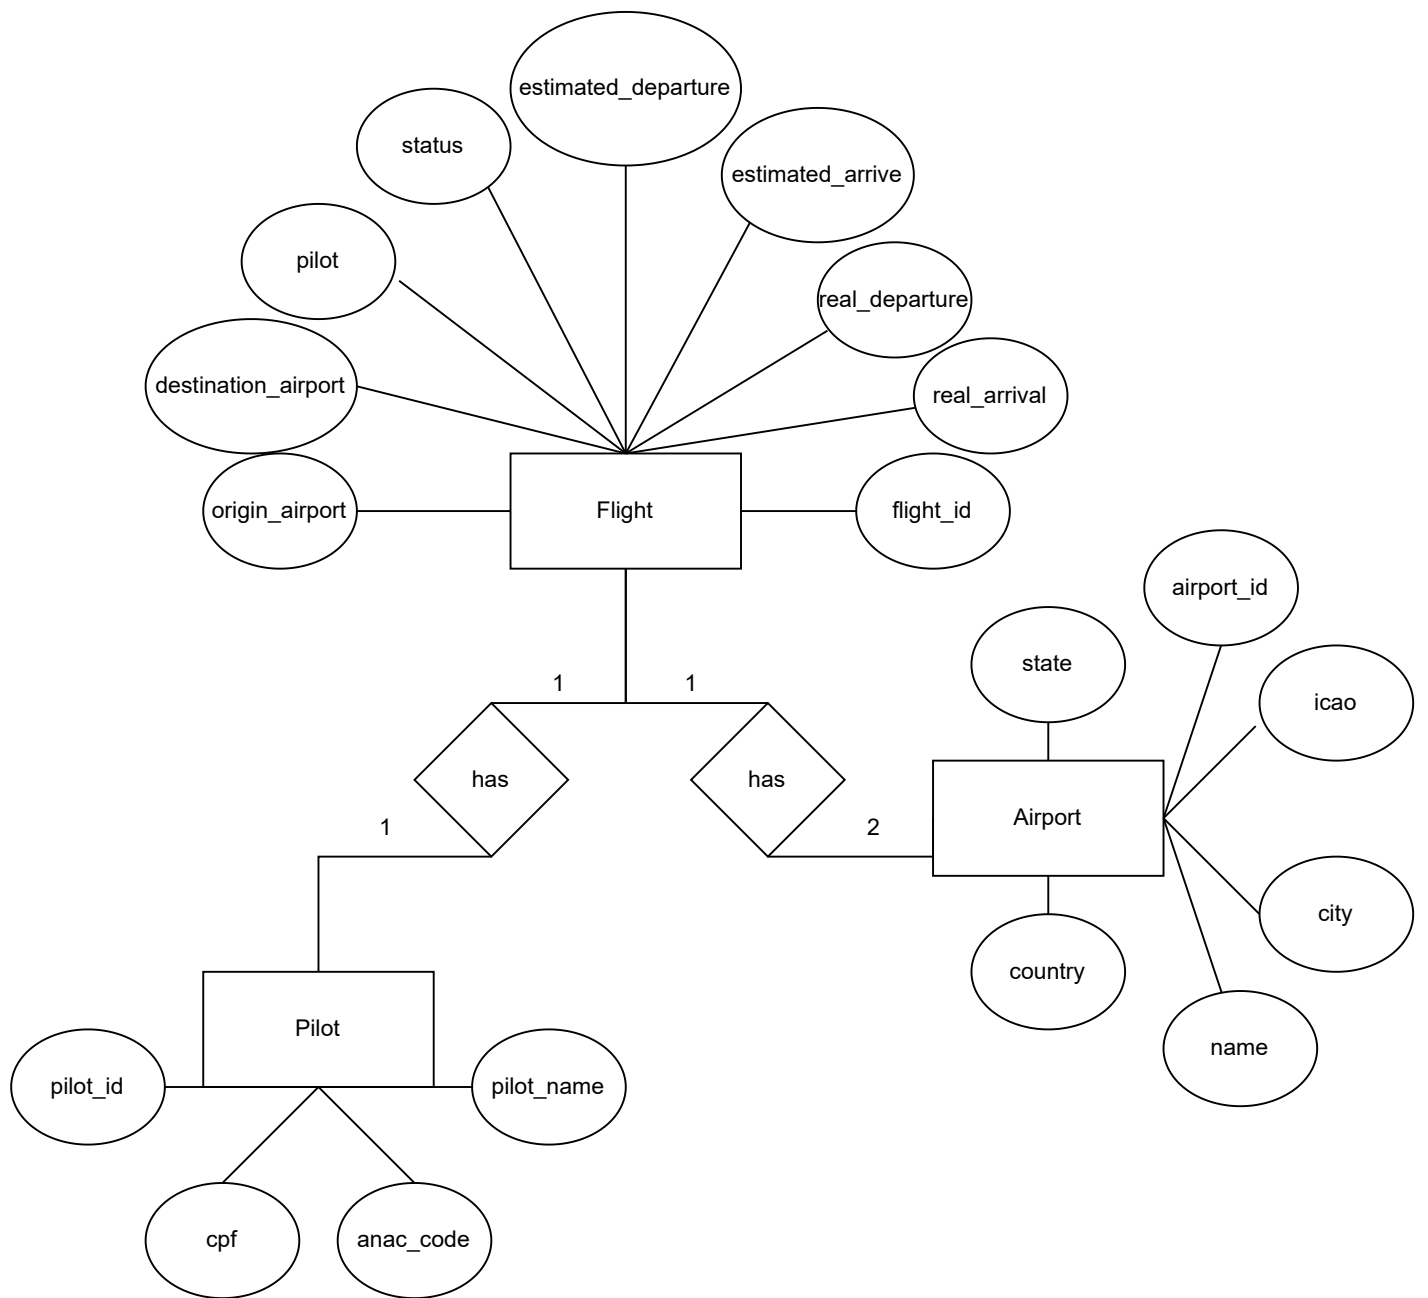 estimated_departure
status
estimated_arrive
pilot
real_departure
destination_airport
real_arrival
origin_airport
Flight
flight_id
airport_id
state
icao
1
1
has
has
Airport
1
2
city
country
Pilot
name
pilot_id
pilot_name
cpf
anac_code